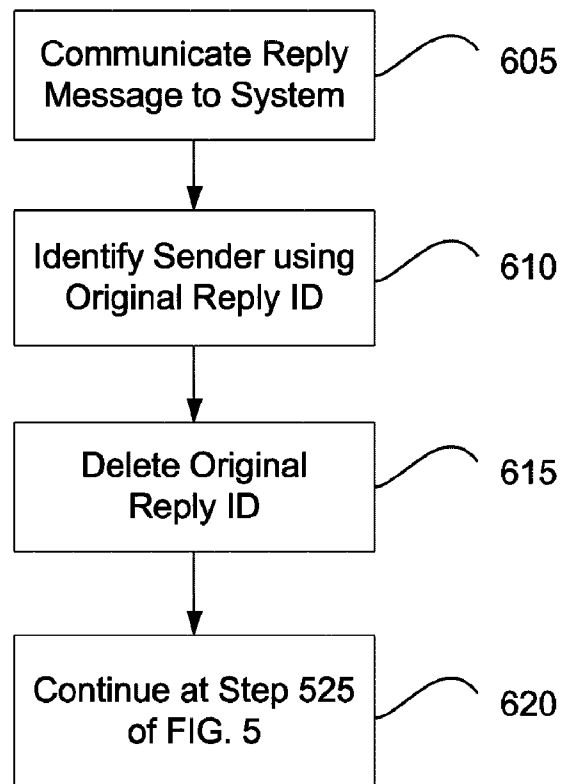 Communicate Reply
Message to System
605
Identify Sender using
Original Reply ID
610
Delete Original
Reply ID
615
Continue at Step 525
of FIG. 5
620